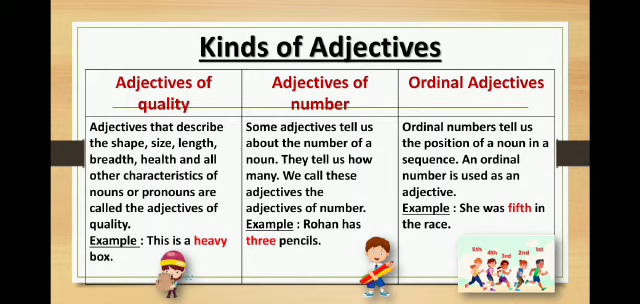 Kinds of Adjectives
Adjectives of
quality
Adjectives that describe
the shape, size, length,
breadth, health and all
other characteristics of
nouns or pronouns are
called the adjectives of
quality.
Example : This is a heavy
box.
Adjectives of
number
Some adjectives tell us
about the number of a
noun. They tell us how
many. We call these
adjectives the
adjectives of number.
Example : Rohan has
three pencils.
Ordinal Adjectives
Ordinal numbers tell us
the position of a noun in a
sequence. An ordinal
number is used as an
adjective.
Example : She was fifth in
the race.
5th 4th 3rd 2nd 1st